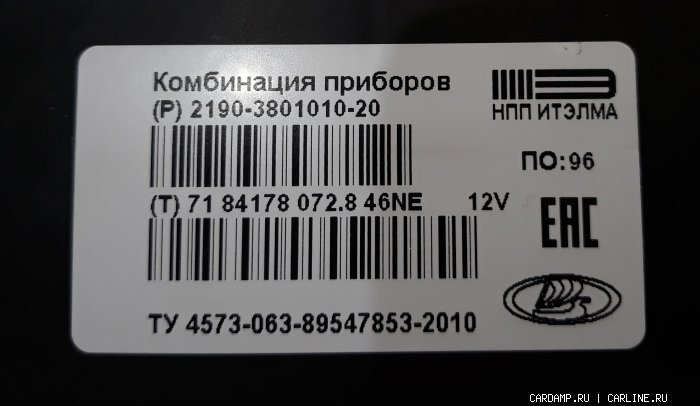 Комбинация приборов
(P) 2190-3801010-20
НПП ИТЭЛМА
ПО:96
(T) 71 84178 072.8 46NE 12V
EAC
ТУ 4573-063-89547853-2010
CARDAMP.RU | CARLINE.RU